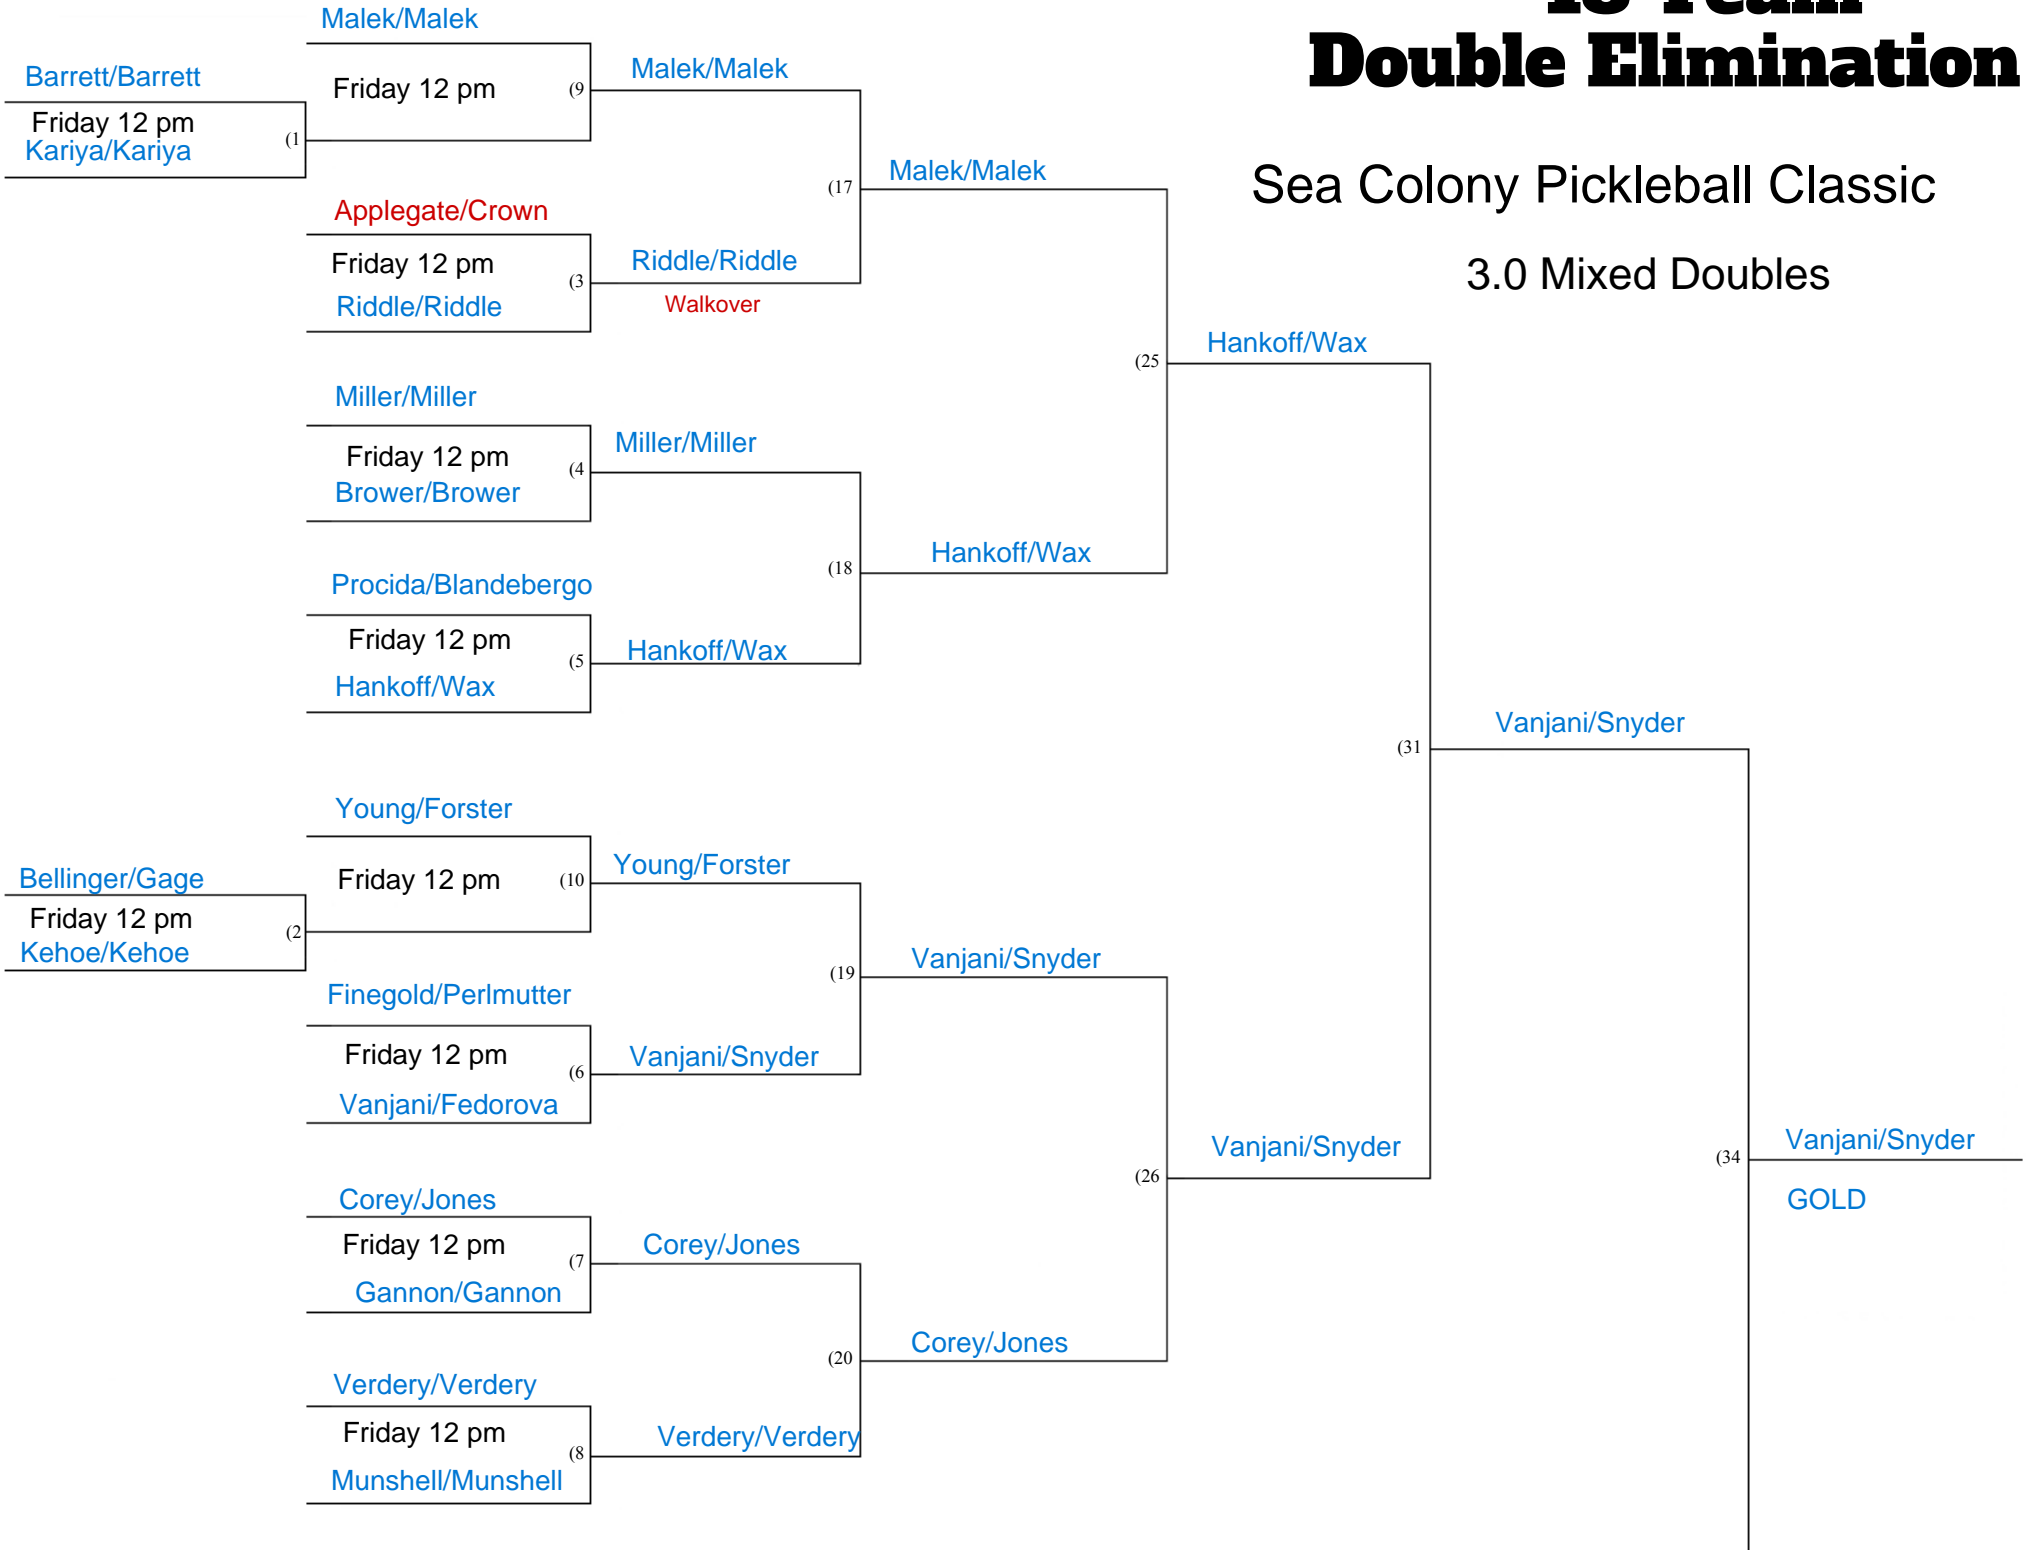 Team
Double Elimination
Sea Colony Pickleball Classic
3.0 Mixed Doubles
Malek/Malek
Barrett/Barrett
Friday 12 pm
(9
Malek/Malek
Friday 12 pm
(1
Kariya/Kariya
(17
Malek/Malek
Applegate/Crown
Friday 12 pm
(3
Riddle/Riddle
Riddle/Riddle
Walkover
(25
Hankoff/Wax
Miller/Miller
Friday 12 pm
(4
Miller/Miller
Brower/Brower
(18
Hankoff/Wax
Procida/Blandebergo
Friday 12 pm
(5
Hankoff/Wax
Hankoff/Wax
(31
Vanjani/Snyder
Young/Forster
Bellinger/Gage
Friday 12 pm
(10
Young/Forster
Friday 12 pm
(2
Kehoe/Kehoe
(19
Vanjani/Snyder
Finegold/Perlmutter
Friday 12 pm
(6
Vanjani/Snyder
Vanjani/Fedorova
(26
Vanjani/Snyder
(34
Vanjani/Snyder
GOLD
Corey/Jones
Friday 12 pm
(7
Corey/Jones
Gannon/Gannon
(20
Corey/Jones
Verdery/Verdery
Friday 12 pm
(8
Verdery/Verdery
Munshell/Munshell